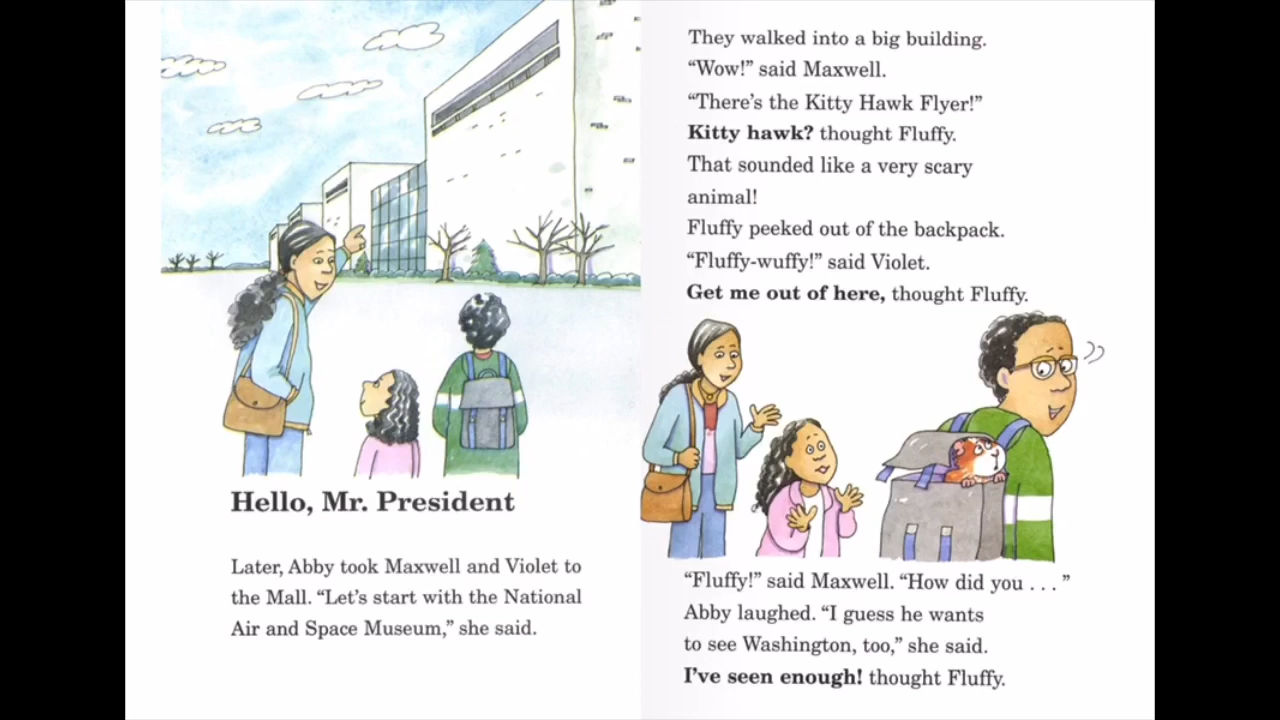 Hello, Mr. President
Later, Abby took Maxwell and Violet to
the Mall. “Let’s start with the National
Air and Space Museum,” she said.
They walked into a big building.
“Wow!” said Maxwell.
“There’s the Kitty Hawk Flyer!”
Kitty hawk? thought Fluffy.
That sounded like a very scary
animal!
Fluffy peeked out of the backpack.
“Fluffy-wuffy!” said Violet.
Get me out of here, thought Fluffy.
“Fluffy!” said Maxwell. “How did you . . . ”
Abby laughed. “I guess he wants
to see Washington, too,” she said.
I’ve seen enough! thought Fluffy.